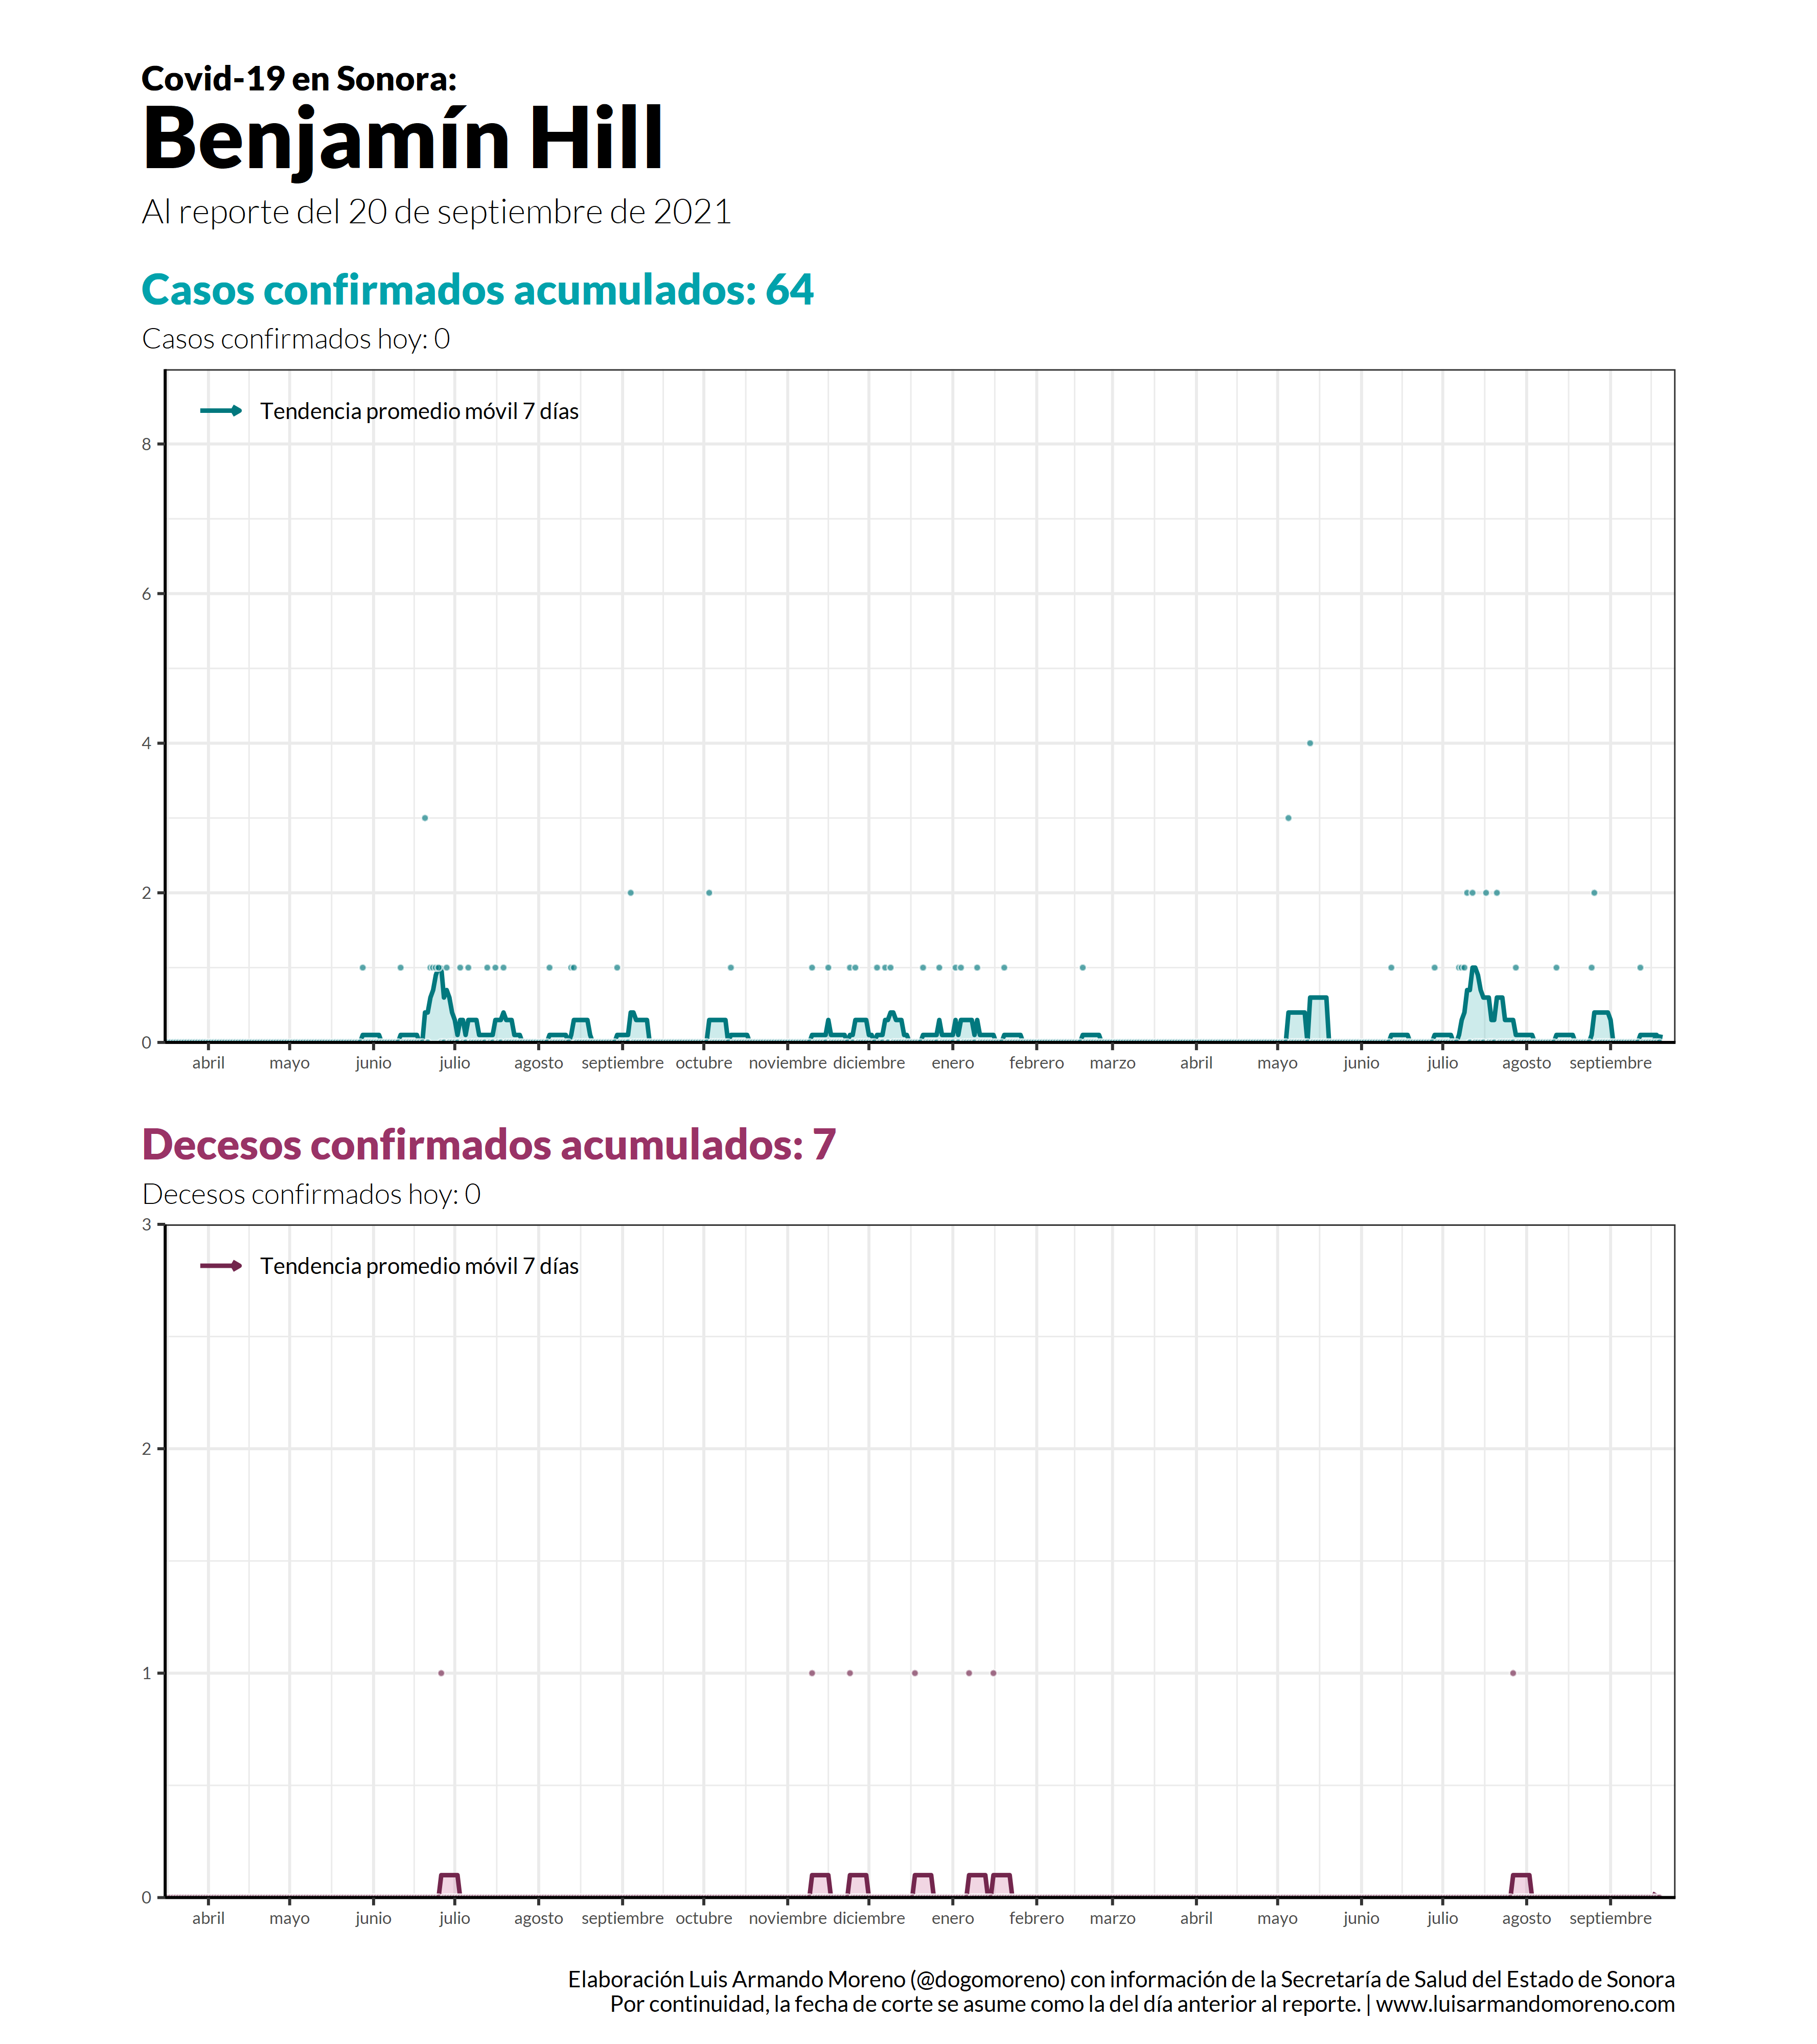 Covid-19 en Sonora:
Benjamín Hill
Al reporte del 20 de septiembre de 2021
Casos confirmados acumulados: 64
Casos confirmados hoy: 0
Tendencia promedio móvil 7 días
8
6
4
2
0
abril mayo junio julio agosto septiembre octubre noviembre diciembre enero febrero marzo abril mayo junio julio agosto septiembre
Decesos confirmados acumulados: 7
Decesos confirmados hoy: 0
3
Tendencia promedio móvil 7 días
2
1
0
abril mayo junio julio agosto septiembre octubre noviembre diciembre enero febrero marzo abril mayo junio julio agosto septiembre
Elaboración Luis Armando Moreno (@dogomoreno) con información de la Secretaría de Salud del Estado de Sonora
Por continuidad, la fecha de corte se asume como la del día anterior al reporte. | www.luisarmandomoreno.com